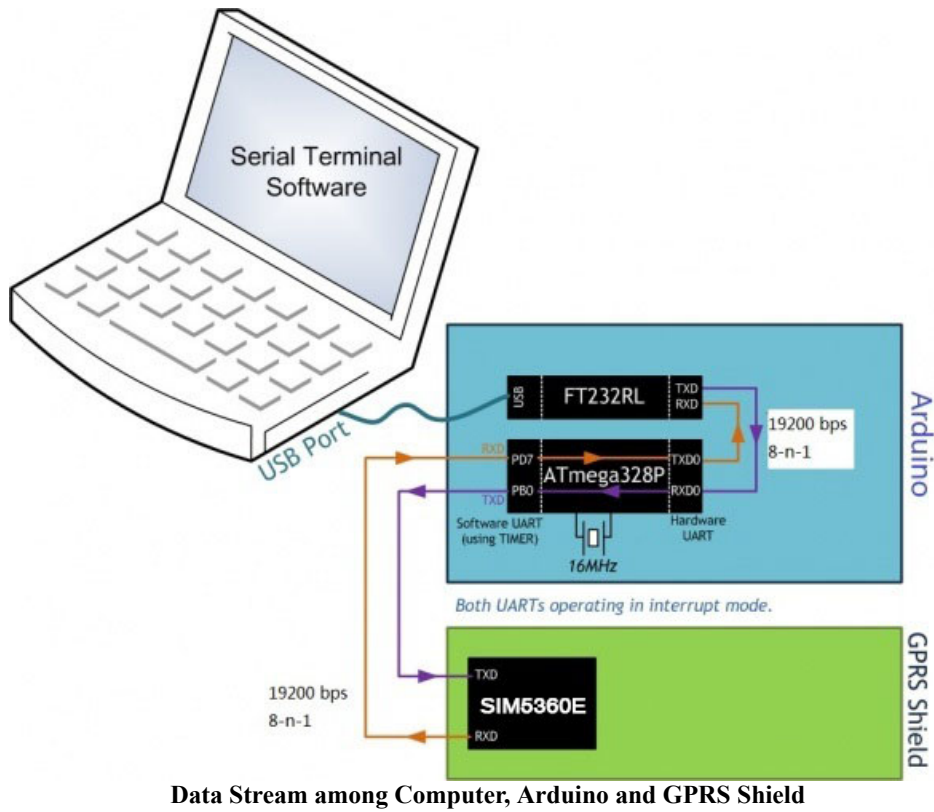 Serial Terminal
Software
USB Port
USB
FT232RL
TXD
RXD
19200 bps
8-n-1
Arduino
RXD
PD7
ATmega328P
TXD0
PB0
RXD0
TXD
Software UART
(using TIMER)
Hardware
UART
16MHz
Both UARTs operating in interrupt mode.
GPRS Shield
TXD
SIM5360E
RXD
19200 bps
8-n-1
Data Stream among Computer, Arduino and GPRS Shield